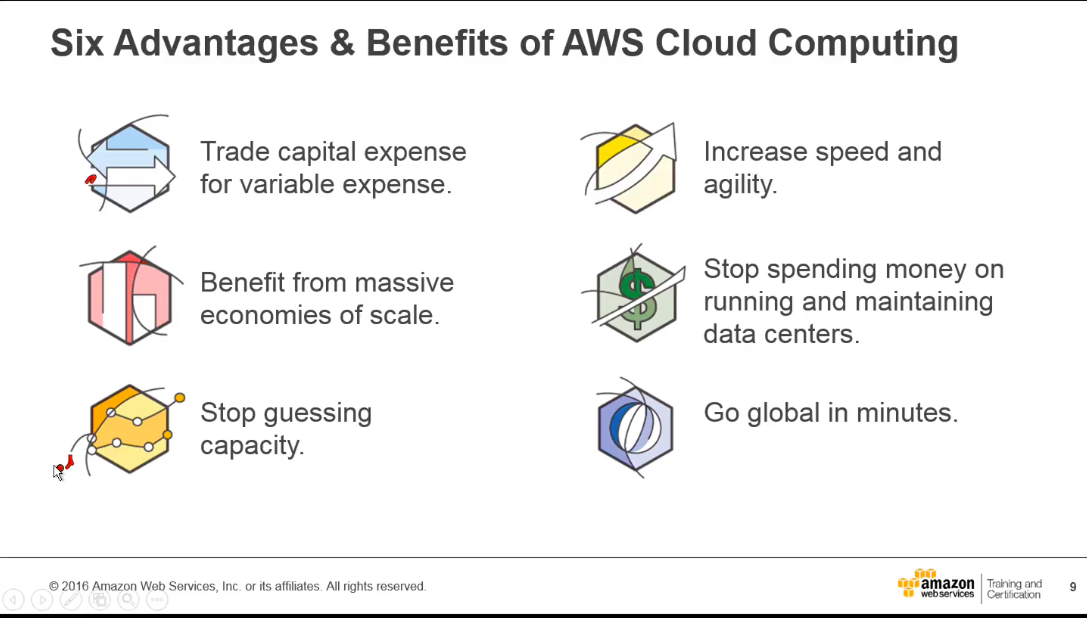 Six Advantages & Benefits of AWS Cloud Computing
Trade capital expense
for variable expense.
Increase speed and
agility.
Benefit from massive
economies of scale.
Stop spending money on
running and maintaining
data centers.
Stop guessing
capacity.
Go global in minutes.
© 2016 Amazon Web Services, Inc. or its affiliates. All rights reserved.
amazon
web services
Training and
Certification
9